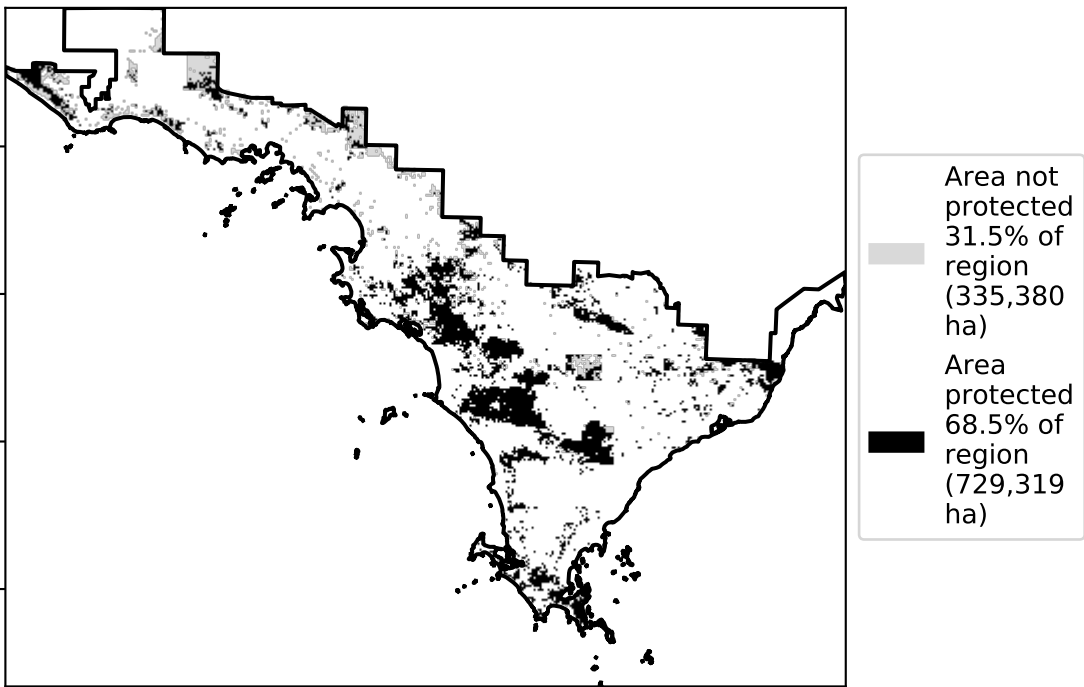 Area not
protected
31.5% of
region
(335,380
ha)
Area
protected
68.5% of
region
(729,319
ha)